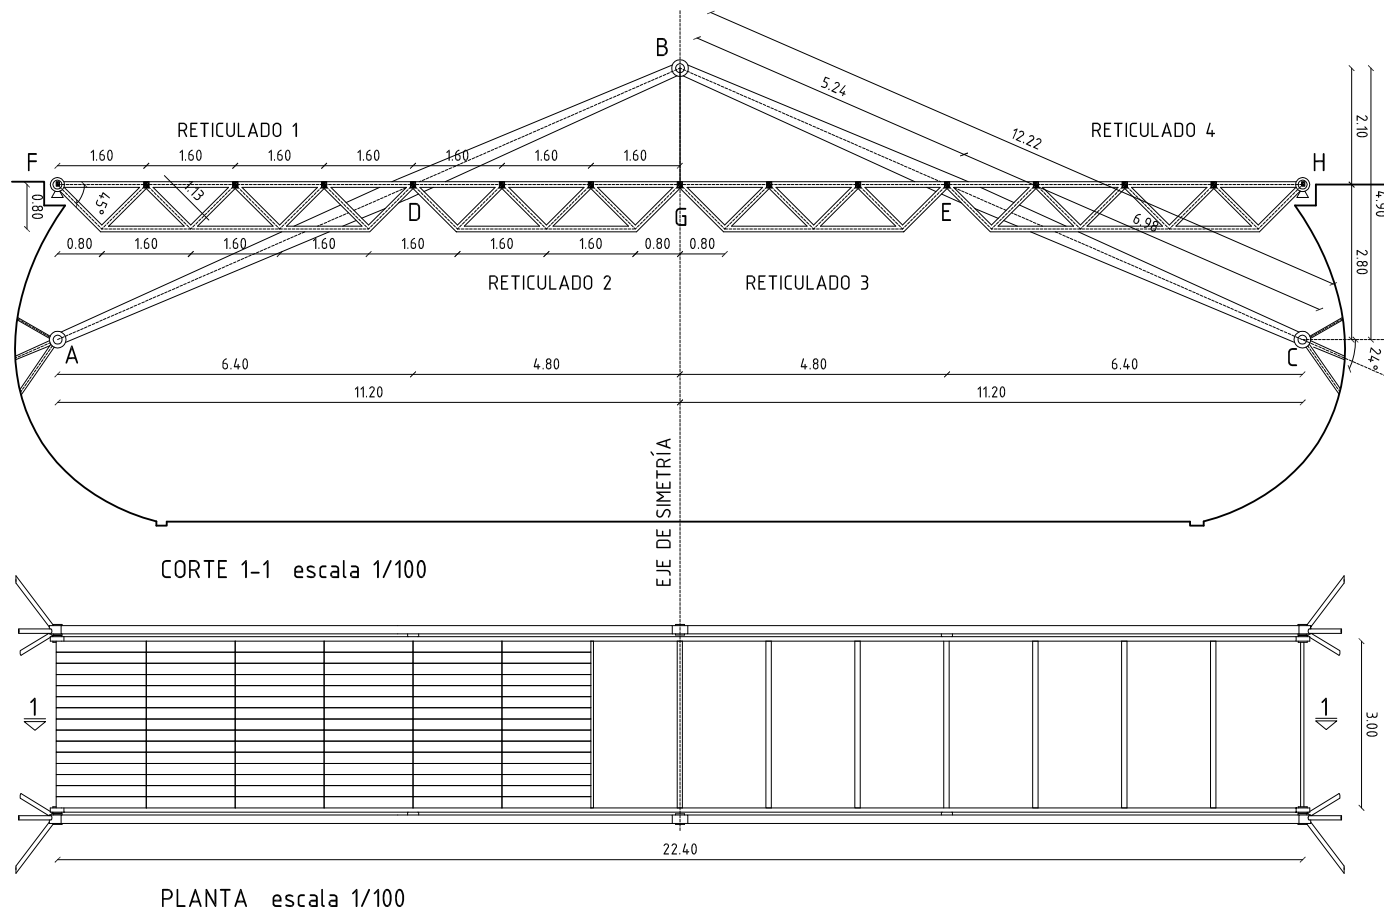 B
5.24
12.22
2.10
RETICULADO 1
RETICULADO 4
F
1.60
1.60
1.60
1.60
1.60
1.60
1.60
H
0.80
45°
1.13
D
G
E
6.98
4.90
0.80
1.60
1.60
1.60
1.60
1.60
0.80
0.80
2.80
RETICULADO 2
RETICULADO 3
A
C
24°
6.40
4.80
4.80
6.40
11.20
11.20
EJE DE SIMETRÍA
CORTE 1-1 escala 1/100
1
1
3.00
22.40
PLANTA escala 1/100